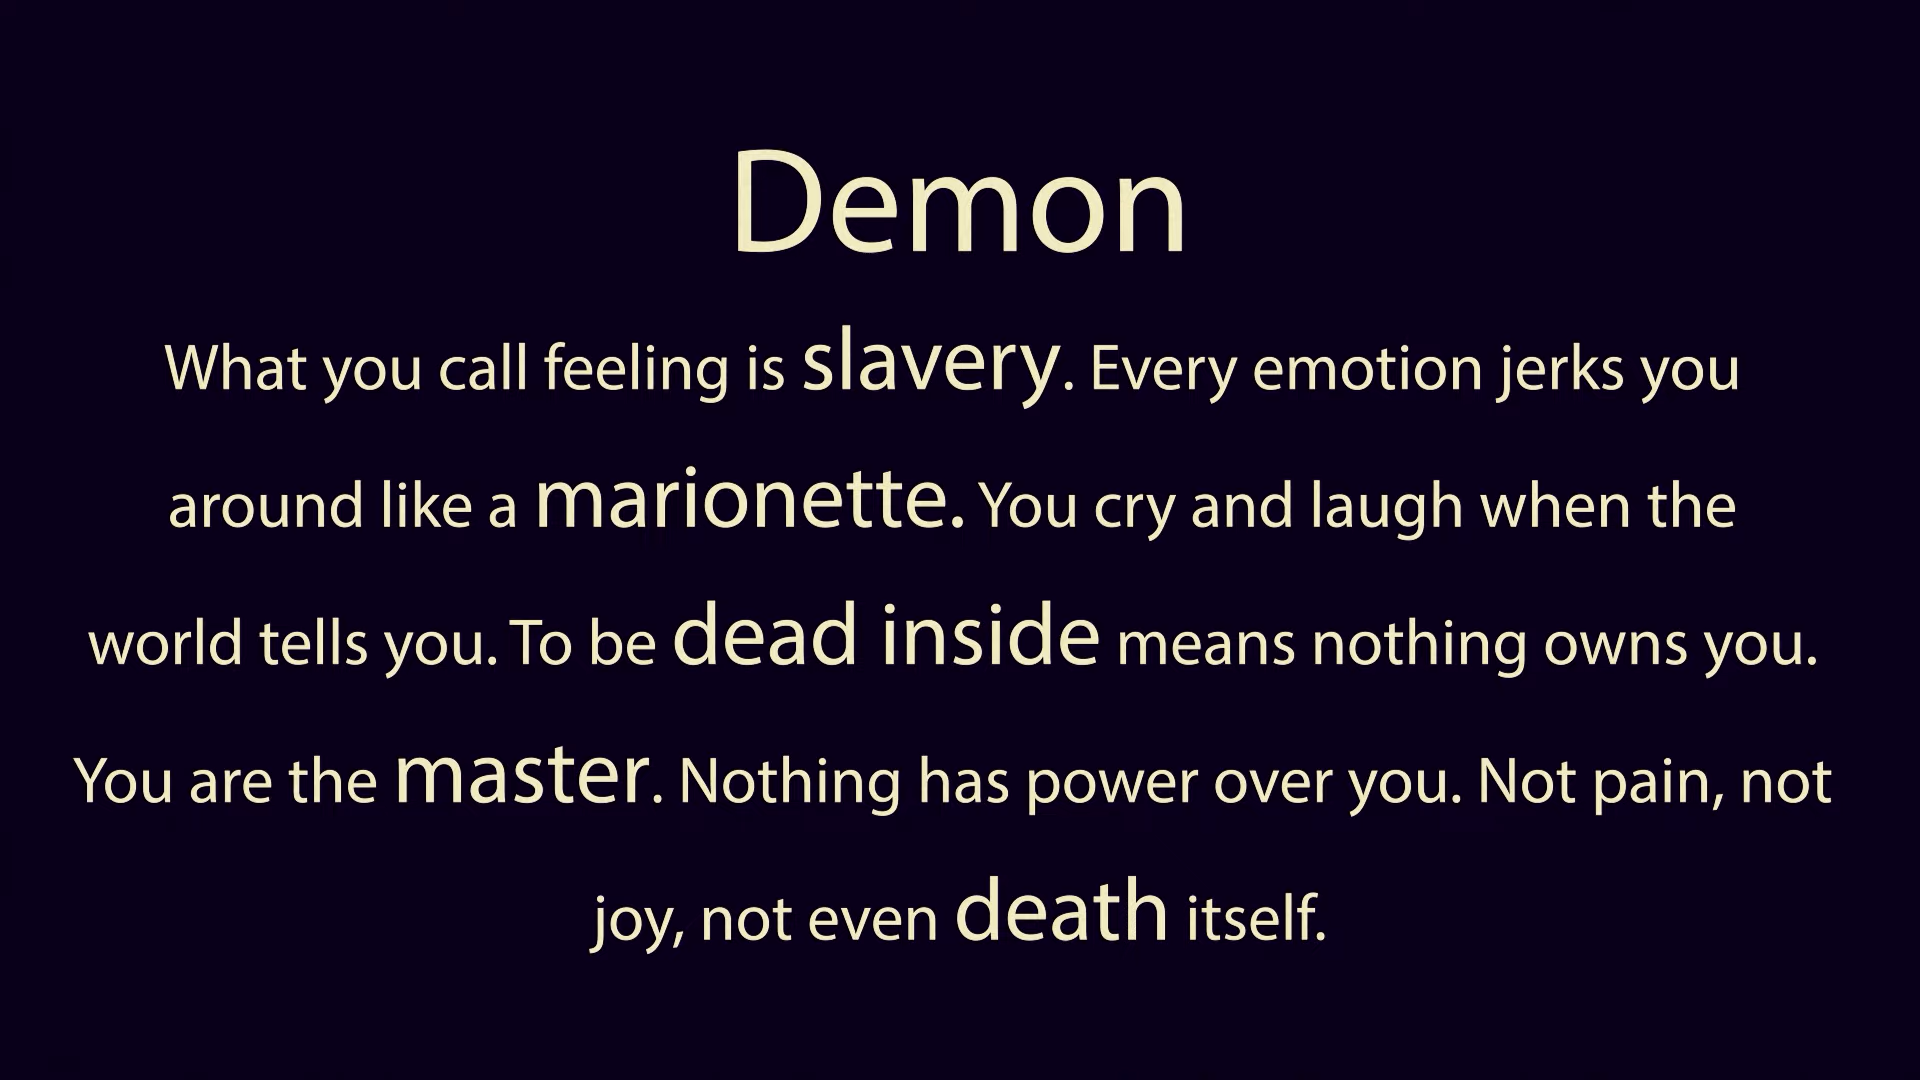 Demon
What you call feeling is slavery. Every emotion jerks you
around like a marionette. You cry and laugh when the
world tells you. To be dead inside means nothing owns you.
You are the master. Nothing has power over you. Not pain, not
joy, not even death itself.